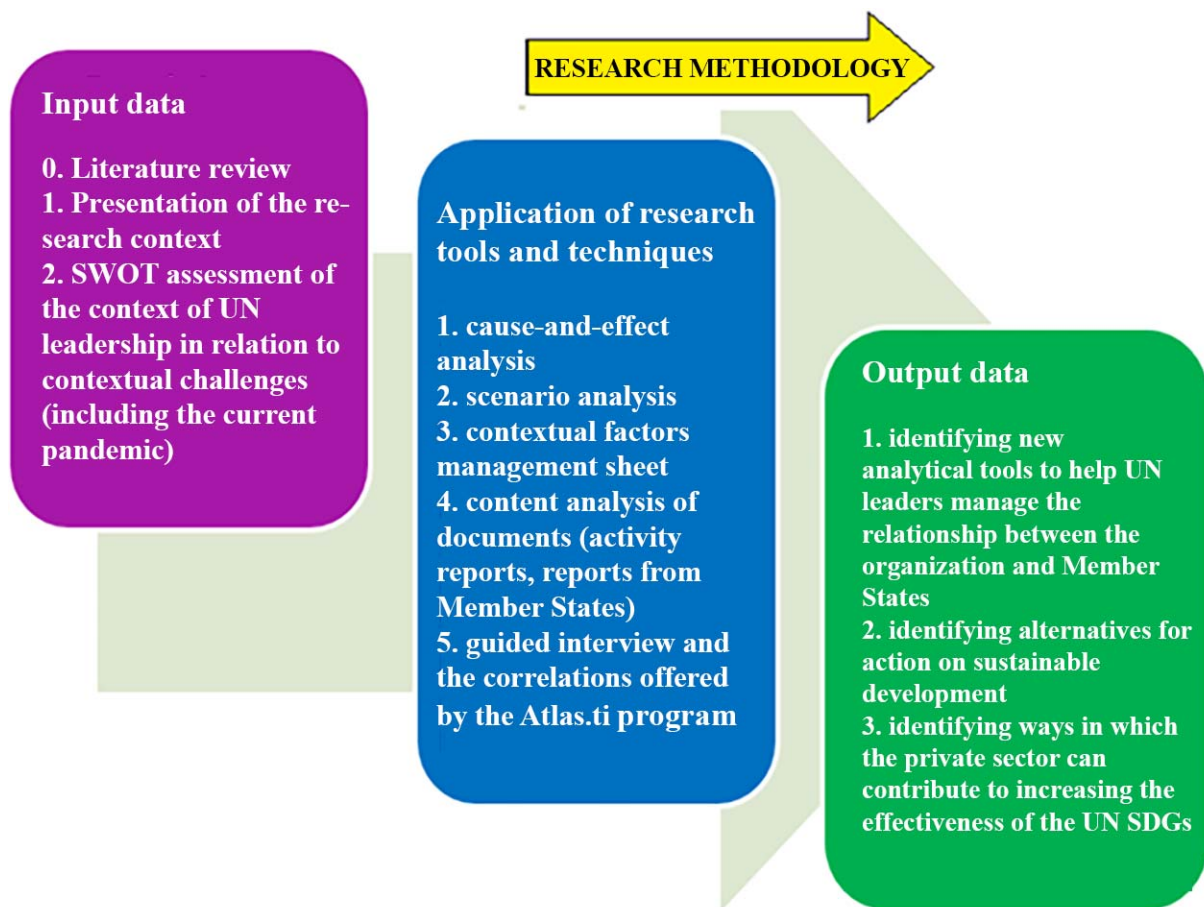 RESEARCH METHODOLOGY
Input data
0. Literature review
1. Presentation of the re-
search context
2. SWOT assessment of
the context of UN
leadership in relation to
contextual challenges
(including the current
pandemic)
Application of research
tools and techniques
1. cause-and-effect
analysis
2. scenario analysis
3. contextual factors
management sheet
4. content analysis of
documents (activity
reports, reports from
Member States)
5. guided interview and
the correlations offered
by the Atlas.ti program
Output data
1. identifying new
analytical tools to help UN
leaders manage the
relationship between the
organization and Member
States
2. identifying alternatives for
action on sustainable
development
3. identifying ways in which
the private sector can
contribute to increasing the
effectiveness of the UN SDGs